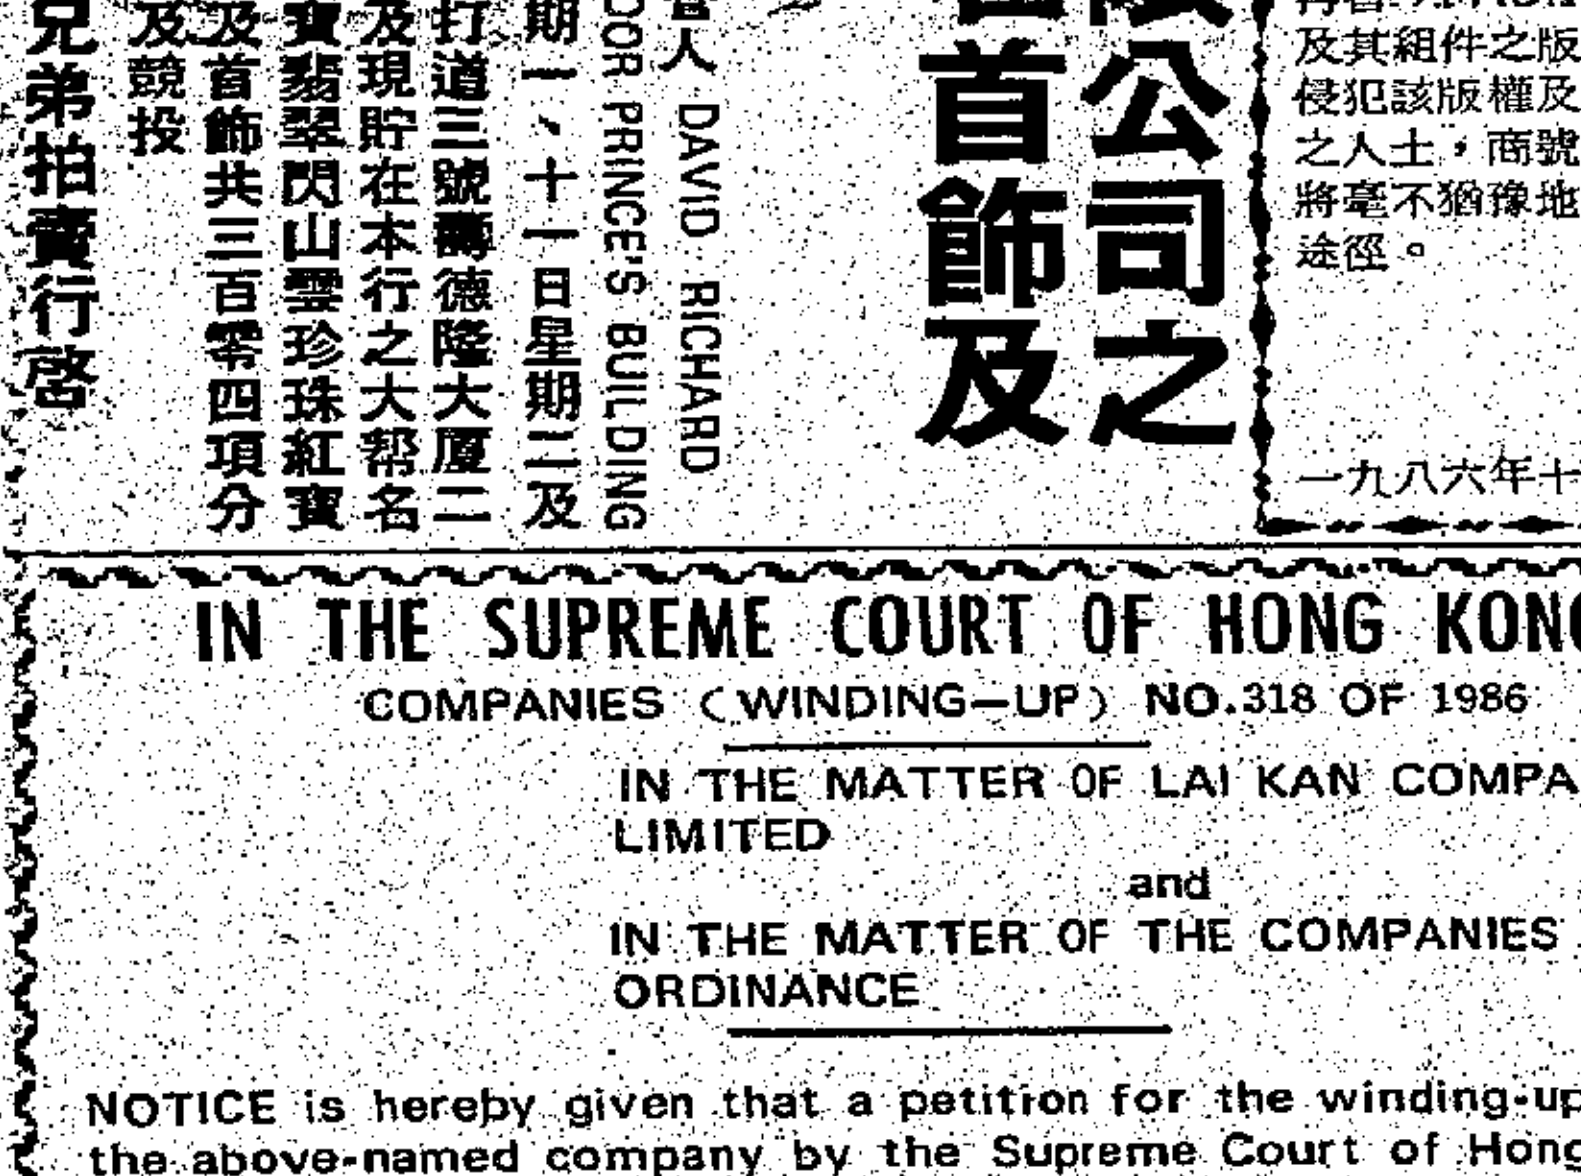 公司之
首飾及
管人 DAVID RICHARD
OOR PRINCE'S BUILDING
期一、十一日星期二及
打道三號壽德隆大厦二
及現貯在本行之大帮名
寶翡翠閃山雲珍珠紅寶
及首飾共三百零四項分
及競投
兄弟拍賣行啓
及其組件之版
侵犯該版權及
之人士，商號
將毫不猶豫地
途徑。
一九八六年十
IN THE SUPREME COURT OF HONG KONG
COMPANIES (WINDING—UP) NO.318 OF 1986
IN THE MATTER OF LAI KAN COMPA
LIMITED
and
IN THE MATTER OF THE COMPANIES
ORDINANCE
NOTICE is hereby given that a petition for the winding-up
the above-named company by the Supreme Court of Hong